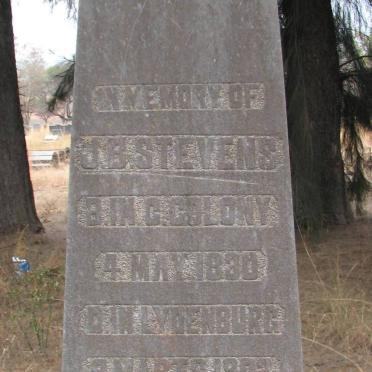 IN MEMORY OF
J.B. STEVENS
B. IN C. COLONY
4. MAY. 1830
D. IN LYDENBURG